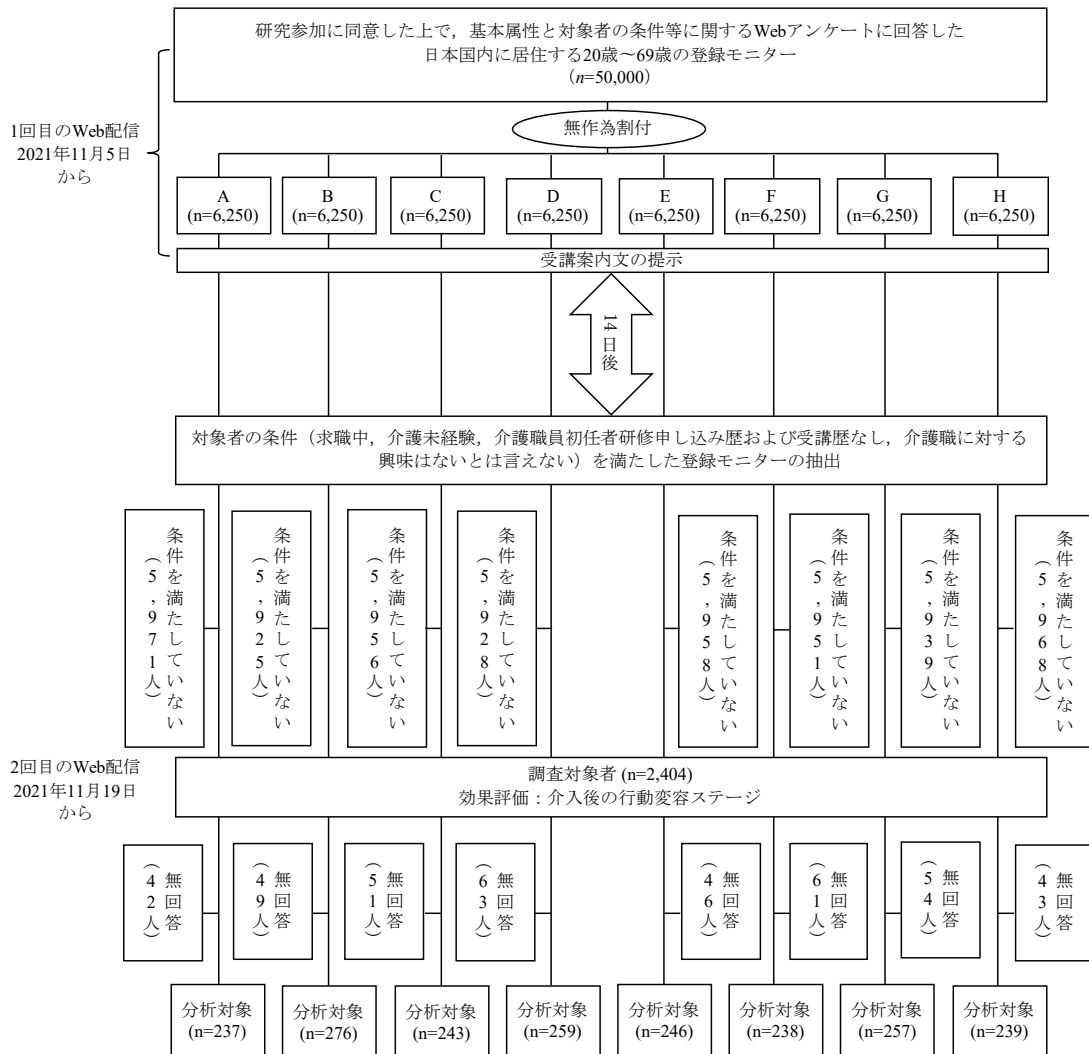 研究参加に同意した上で，基本属性と対象者の条件等に関するWebアンケートに回答した
日本国内に居住する20歳～69歳の登録モニター
（n=50,000）
1回目のWeb配信
2021年11月5日
から
無作為割付
A
(n=6,250)
B
(n=6,250)
C
(n=6,250)
D
(n=6,250)
E
(n=6,250)
F
(n=6,250)
G
(n=6,250)
H
(n=6,250)
受講案内文の提示
14日後
対象者の条件（求職中，介護未経験，介護職員初任者研修申し込み歴および受講歴なし，介護職に対する
興味はないとは言えない）を満たした登録モニターの抽出
条件を満たしていない
（5,971人）
条件を満たしていない
（5,925人）
条件を満たしていない
（5,956人）
条件を満たしていない
（5,928人）
条件を満たしていない
（5,958人）
条件を満たしていない
（5,951人）
条件を満たしていない
（5,939人）
条件を満たしていない
（5,968人）
2回目のWeb配信
2021年11月19日
から
調査対象者 (n=2,404)
効果評価：介入後の行動変容ステージ
無回答
（42人）
無回答
（49人）
無回答
（51人）
無回答
（63人）
無回答
（46人）
無回答
（61人）
無回答
（54人）
無回答
（43人）
分析対象
(n=237)
分析対象
(n=276)
分析対象
(n=243)
分析対象
(n=259)
分析対象
(n=246)
分析対象
(n=238)
分析対象
(n=257)
分析対象
(n=239)